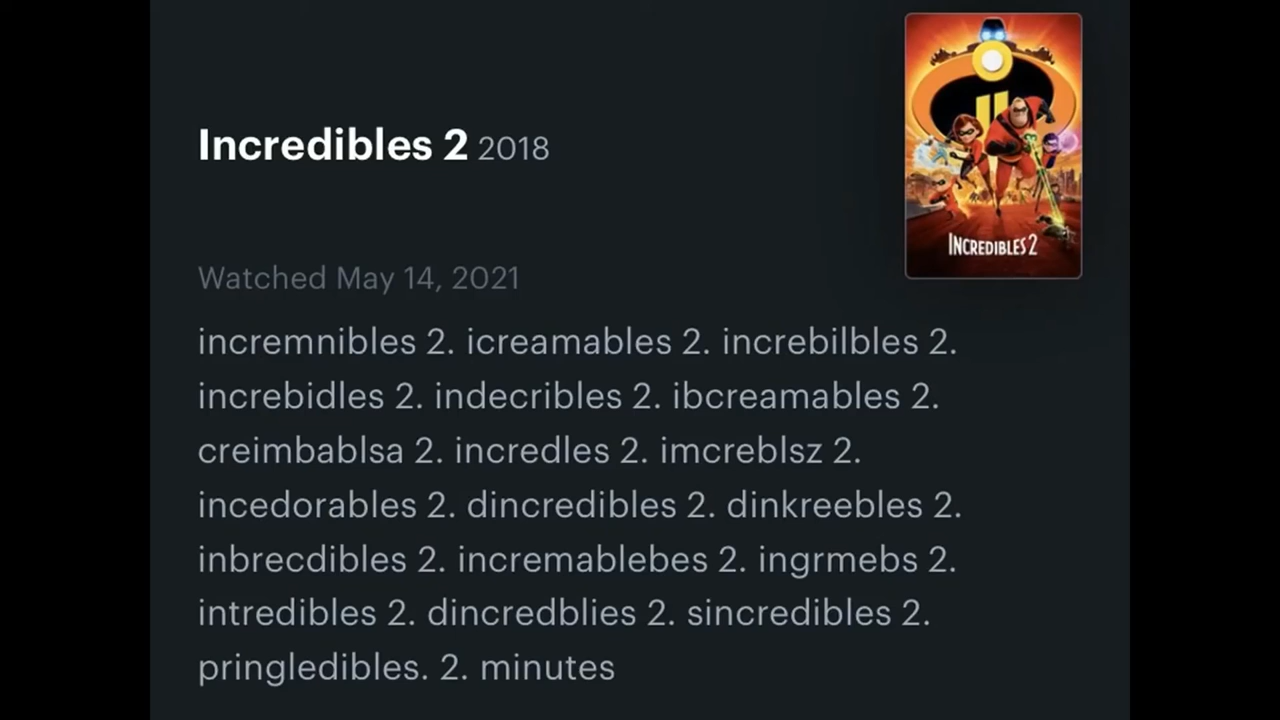 Incredibles 2 2018
INCREDIBLES 2
Watched May 14, 2021
incremnibles 2. icreamables 2. increbilbles 2.
increbidles 2. indecribles 2. ibcreamables 2.
creimbablsa 2. incredles 2. imcreblsz 2.
incedorables 2. dincredibles 2. dinkreebles 2.
inbrecdibles 2. incremablebes 2. ingrmebs 2.
intredibles 2. dincredblies 2. sincredibles 2.
pringledibles. 2. minutes